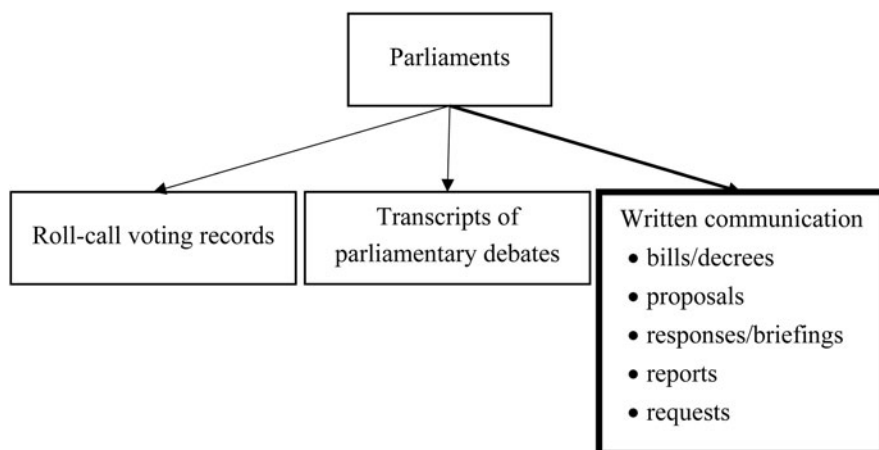 Parliaments
Roll-call voting records
Transcripts of
parliamentary debates
Written communication
• bills/decrees
• proposals
• responses/briefings
• reports
• requests